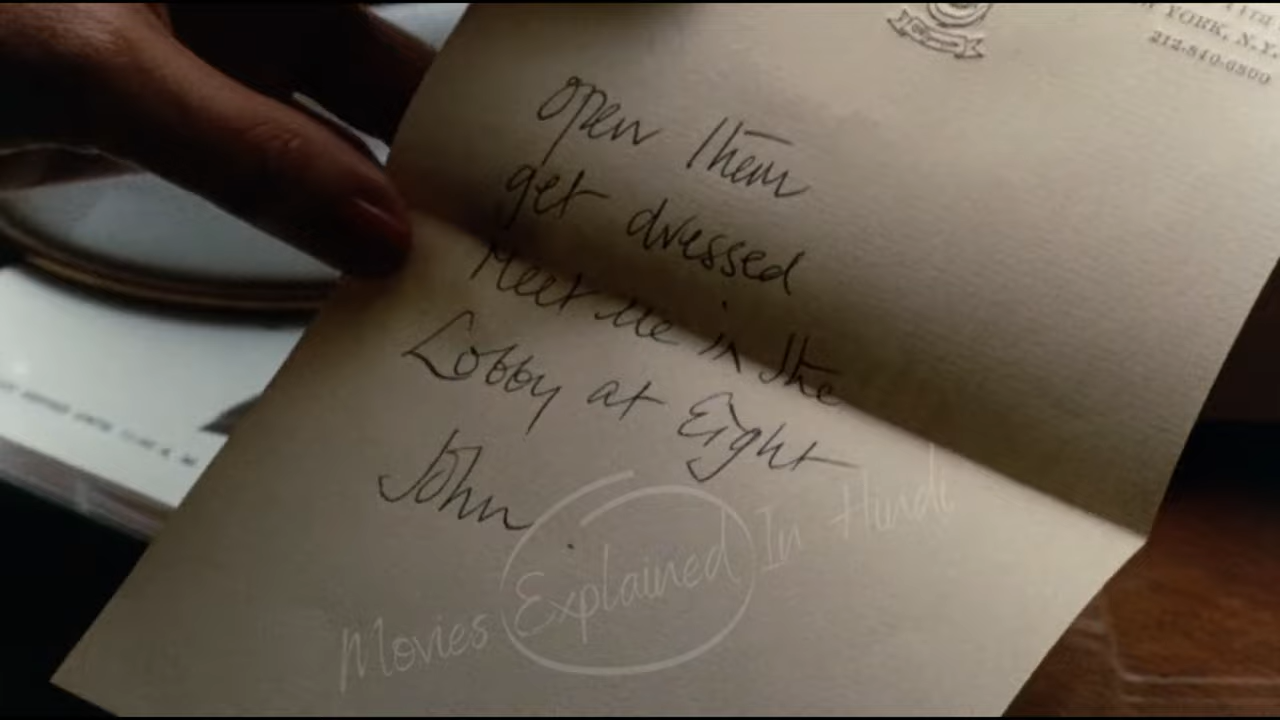 YORK, N.Y.
212-840-6800
open them
get dressed
Meet me in the
Lobby at Eight
John.
Movies Explained In Hindi